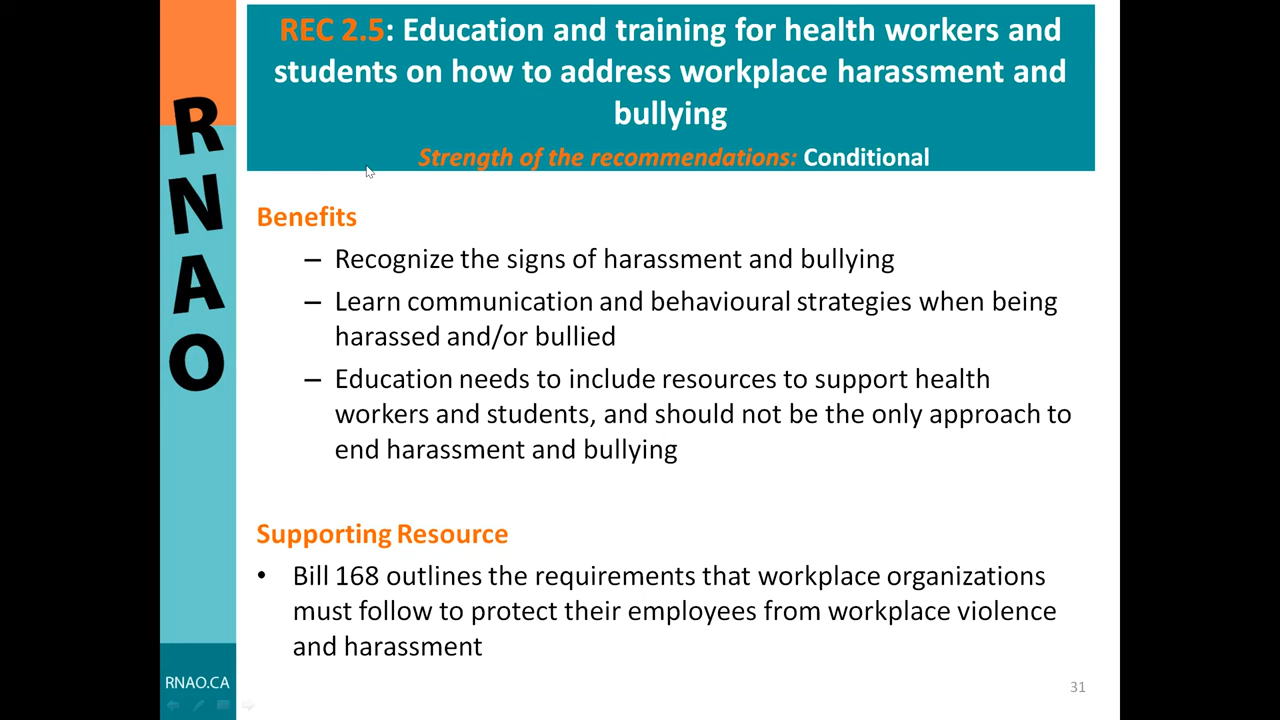 R
N
A
O
RNAO.CA
REC 2.5: Education and training for health workers and
students on how to address workplace harassment and
bullying
Strength of the recommendations: Conditional
Benefits
– Recognize the signs of harassment and bullying
– Learn communication and behavioural strategies when being
harassed and/or bullied
– Education needs to include resources to support health
workers and students, and should not be the only approach to
end harassment and bullying
Supporting Resource
• Bill 168 outlines the requirements that workplace organizations
must follow to protect their employees from workplace violence
and harassment
31